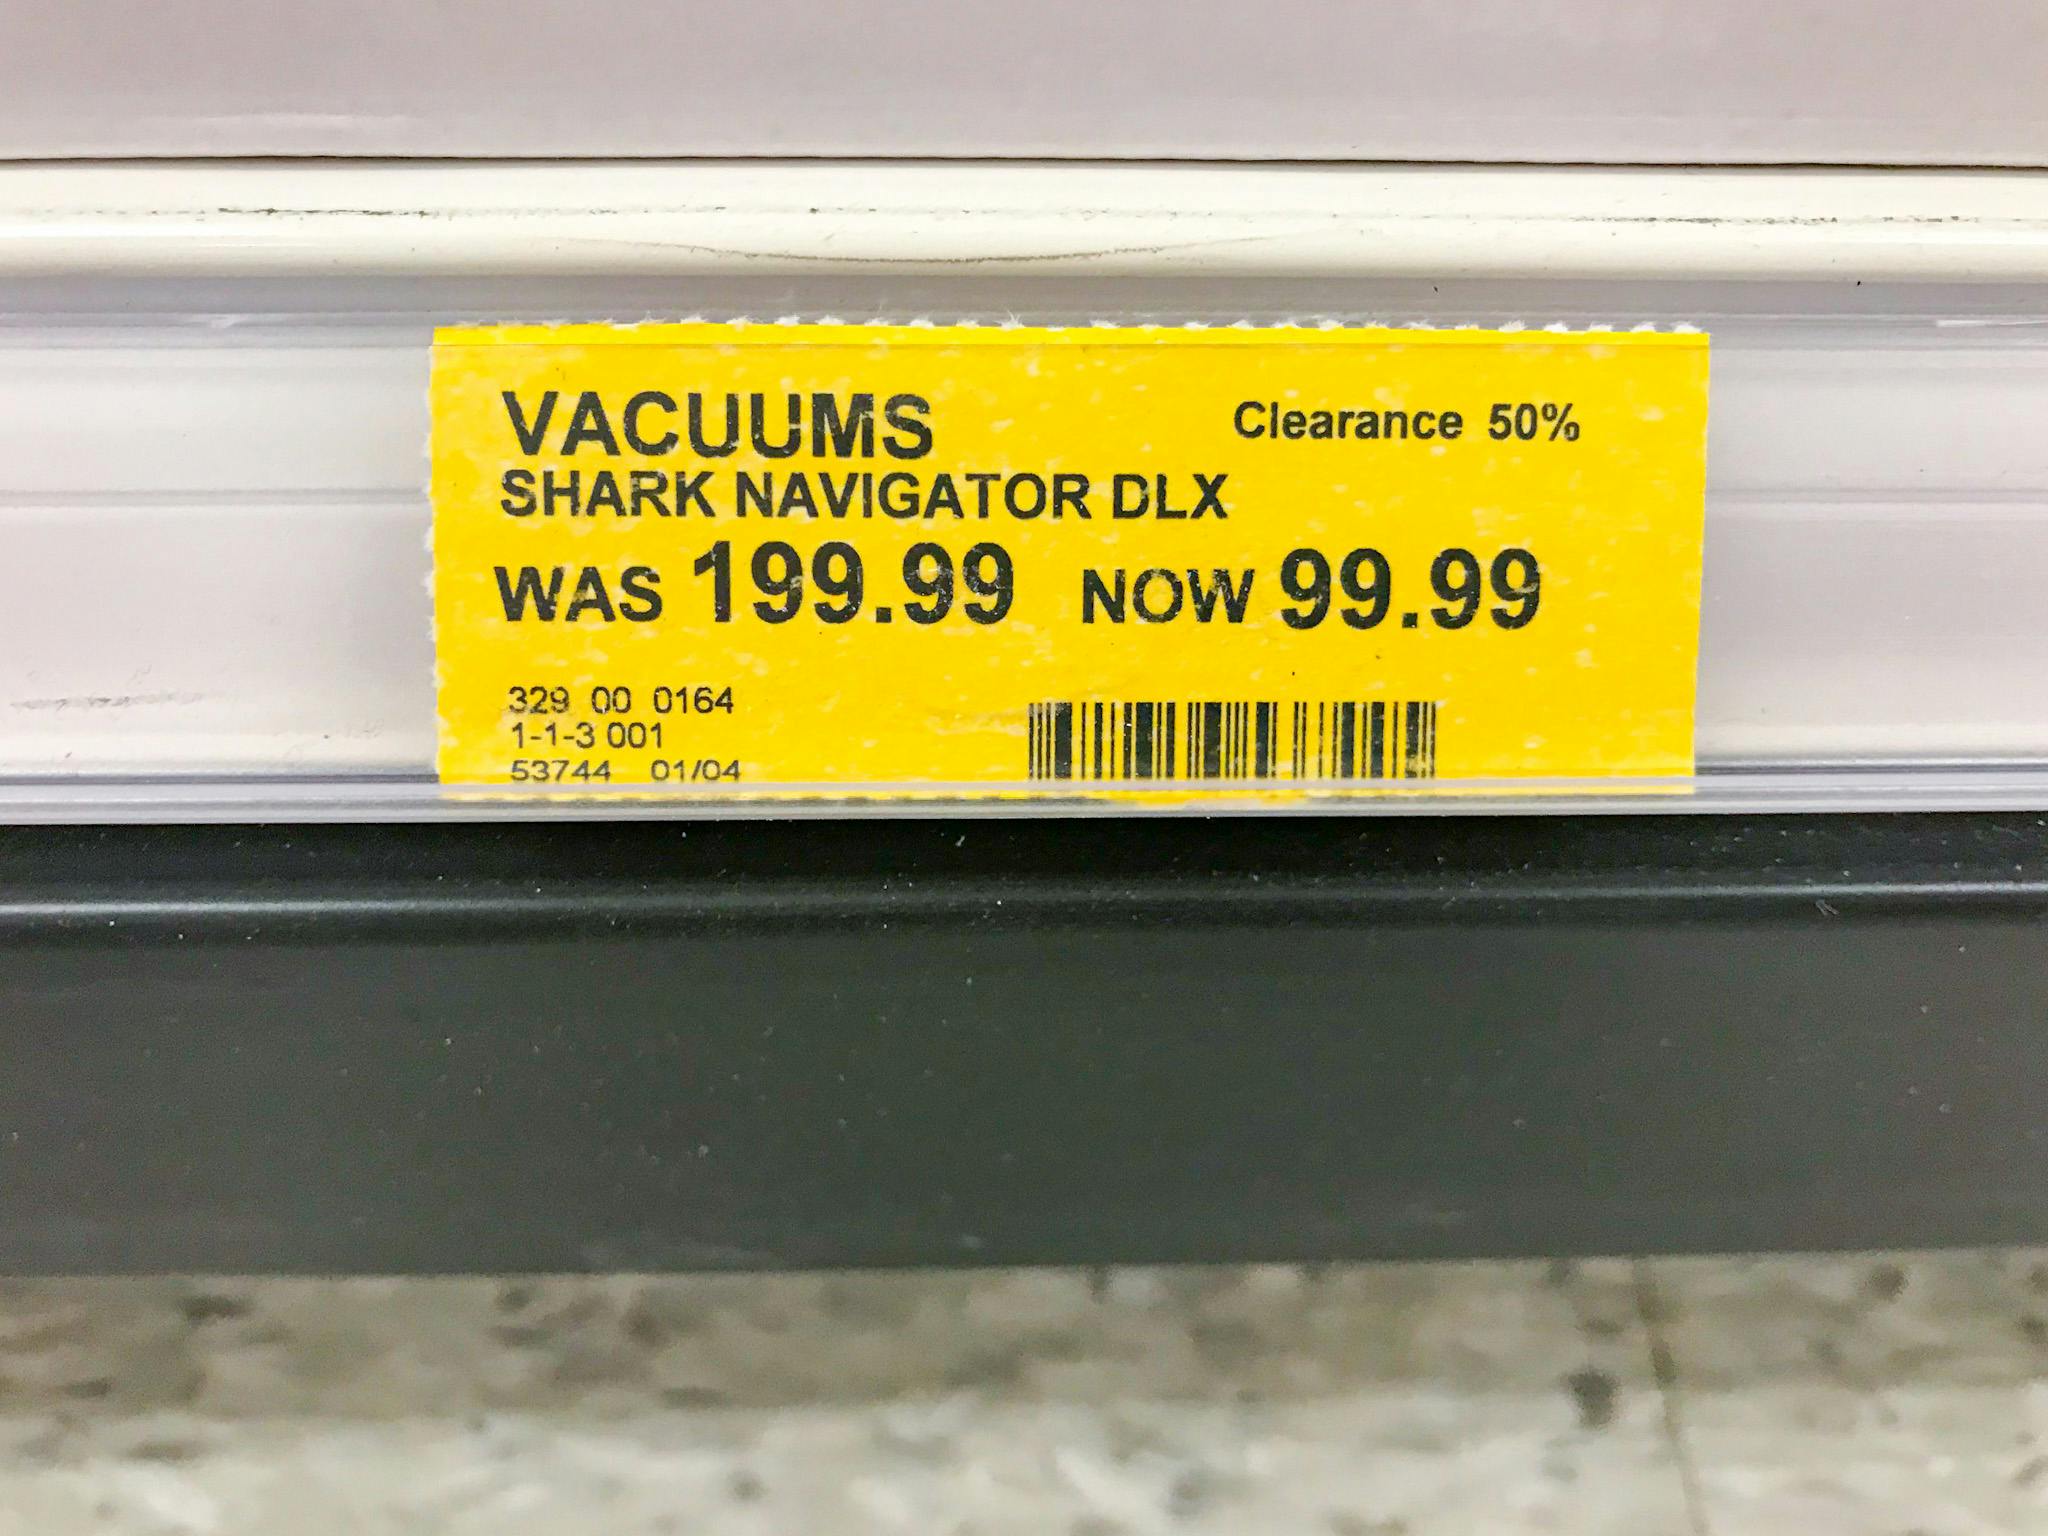 VACUUMS Clearance 50%
SHARK NAVIGATOR DLX
WAS 199.99 NOW 99.99
329 00 0164
1-1-3 001
53744 01/04